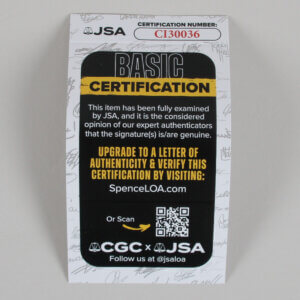 JSA
CERTIFICATION NUMBER:
CI30036
BASIC
CERTIFICATION
This item has been fully examined
by JSA, and it is the considered
opinion of our expert authenticators
that the signature(s) is/are genuine.
UPGRADE TO A LETTER OF
AUTHENTICITY & VERIFY THIS
CERTIFICATION BY VISITING:
SpenceLOA.com
Or Scan
CGC x JSA
Follow us at @jsaloa